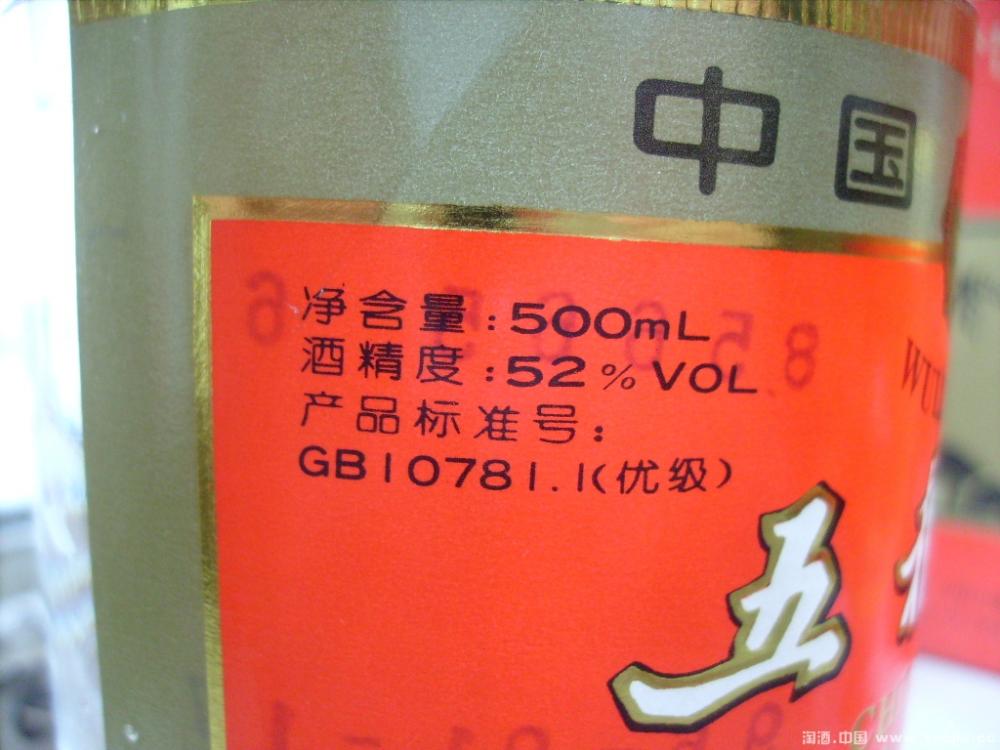 中国
净含量:500mL
酒精度:52%VOL
产品标准号:
GB10781.1(优级)
WUL
五
淘酒.中国